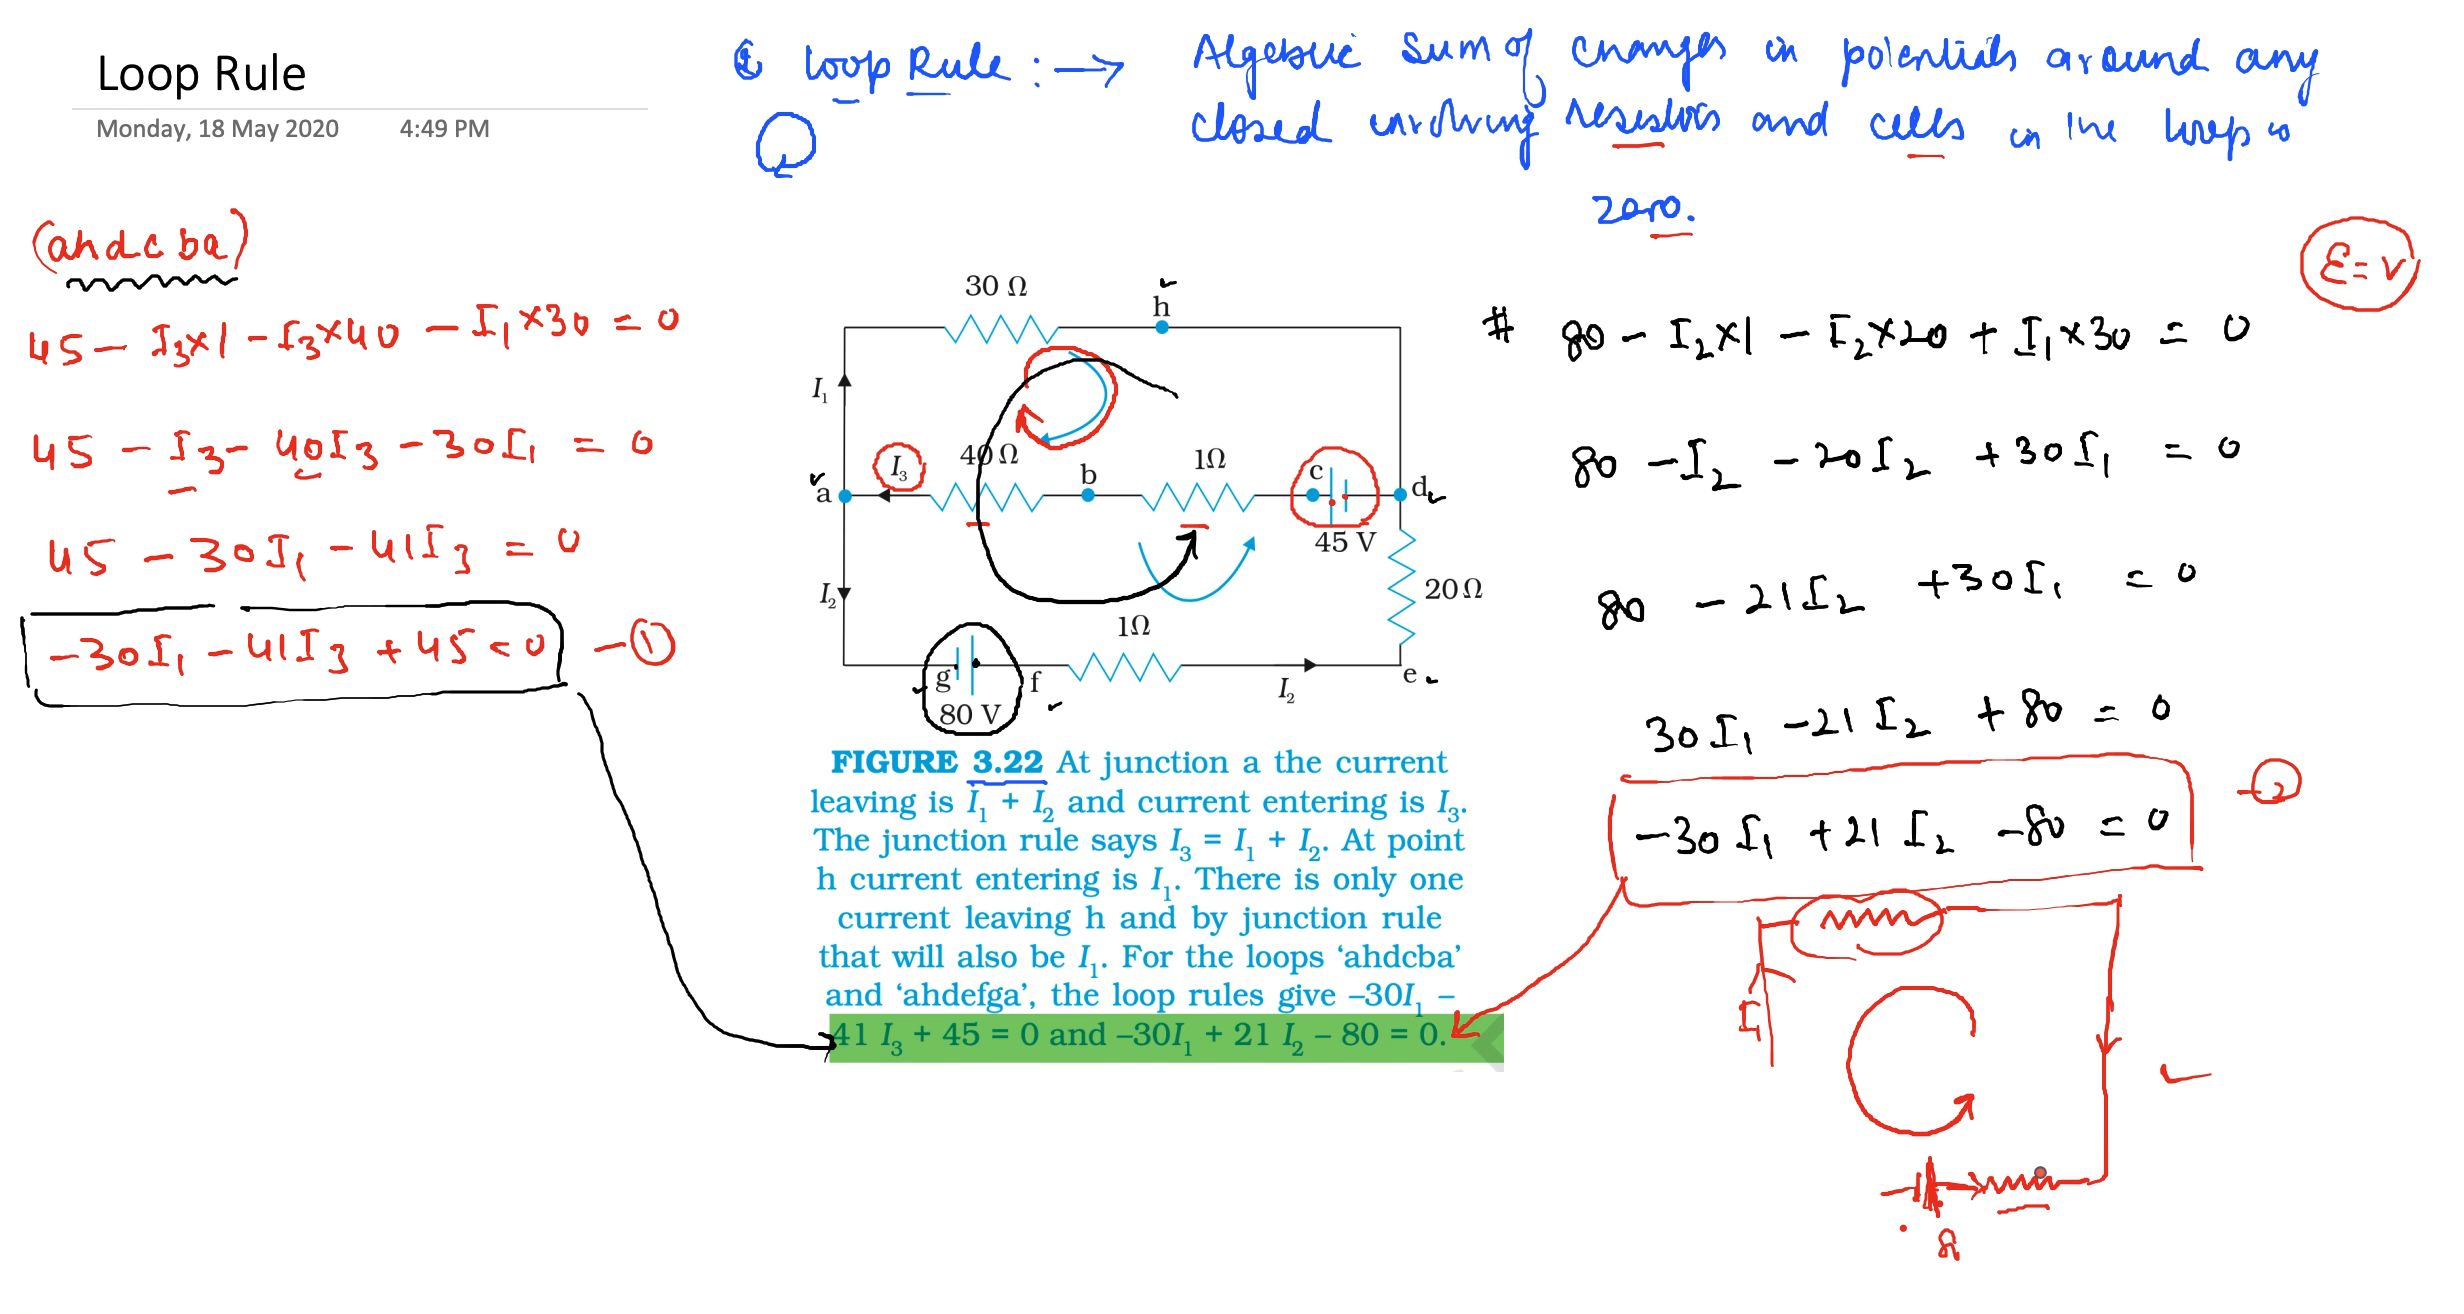 Loop Rule
Monday, 18 May 2020 4:49 PM
Loop Rule :→ Algebric Sum of changes in potentials around any
closed involving resistors and cells in the loop is
zero.
(ahdcba)
45 - I₃×1 - I₃×40 - I₁×30 = 0
45 - I₃ - 40I₃ - 30I₁ = 0
45 - 30I₁ - 41I₃ = 0
-30I₁ - 41I₃ + 45 = 0 - ①
30 Ω
h
I₁
I₃
40 Ω
b
1Ω
c
a
d
45 V
I₂
20 Ω
1Ω
g
f
e
80 V
I₂
FIGURE 3.22 At junction a the current
leaving is I₁ + I₂ and current entering is I₃.
The junction rule says I₃ = I₁ + I₂. At point
h current entering is I₁. There is only one
current leaving h and by junction rule
that will also be I₁. For the loops ‘ahdcba’
and ‘ahdefga’, the loop rules give –30I₁ –
41 I₃ + 45 = 0 and –30I₁ + 21 I₂ – 80 = 0.
ε = V
# 80 - I₂×1 - I₂×20 + I₁×30 = 0
80 - I₂ - 20I₂ + 30I₁ = 0
80 - 21I₂ + 30I₁ = 0
30I₁ - 21I₂ + 80 = 0
-30I₁ + 21I₂ - 80 = 0 - ②
I₁